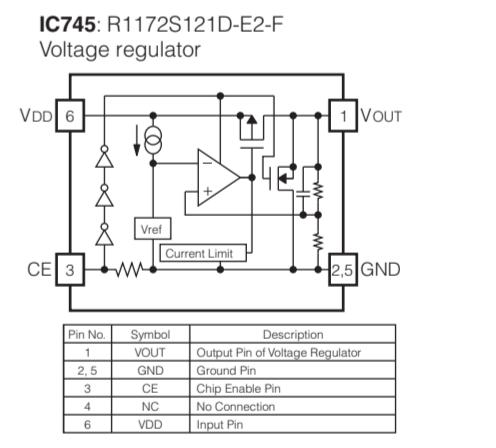 IC745: R1172S121D-E2-F
Voltage regulator
VDD 6
1 VOUT
−
+
Vref
Current Limit
CE 3
2,5 GND
Pin No. Symbol Description
1 VOUT Output Pin of Voltage Regulator
2, 5 GND Ground Pin
3 CE Chip Enable Pin
4 NC No Connection
6 VDD Input Pin